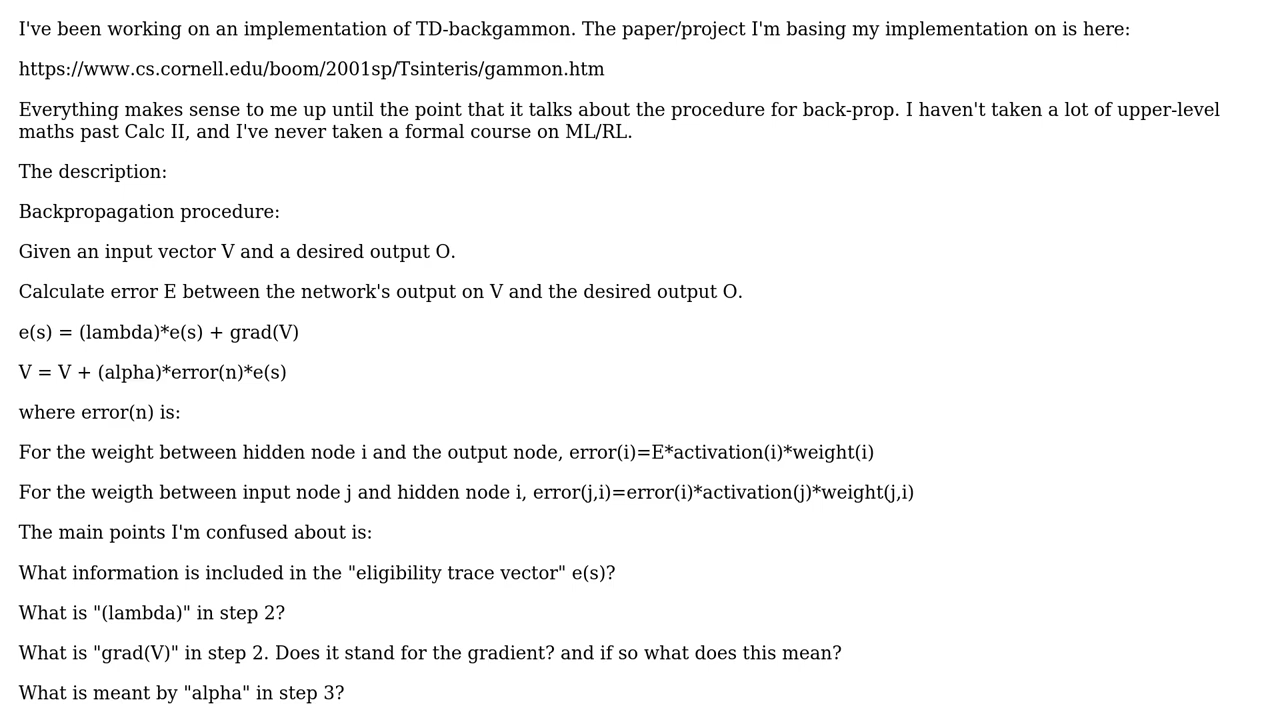 I've been working on an implementation of TD-backgammon. The paper/project I'm basing my implementation on is here:
https://www.cs.cornell.edu/boom/2001sp/Tsinteris/gammon.htm
Everything makes sense to me up until the point that it talks about the procedure for back-prop. I haven't taken a lot of upper-level
maths past Calc II, and I've never taken a formal course on ML/RL.
The description:
Backpropagation procedure:
Given an input vector V and a desired output O.
Calculate error E between the network's output on V and the desired output O.
e(s) = (lambda)*e(s) + grad(V)
V = V + (alpha)*error(n)*e(s)
where error(n) is:
For the weight between hidden node i and the output node, error(i)=E*activation(i)*weight(i)
For the weigth between input node j and hidden node i, error(j,i)=error(i)*activation(j)*weight(j,i)
The main points I'm confused about is:
What information is included in the "eligibility trace vector" e(s)?
What is "(lambda)" in step 2?
What is "grad(V)" in step 2. Does it stand for the gradient? and if so what does this mean?
What is meant by "alpha" in step 3?